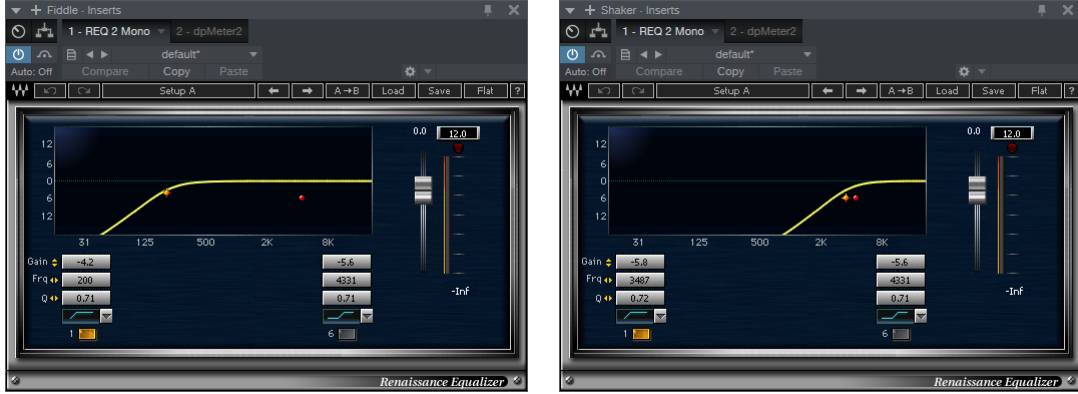 Fiddle - Inserts
1 - REQ 2 Mono 2 - dpMeter2
default*
Auto: Off Compare Copy Paste
Setup A A→B Load Save Flat ?
0.0 12.0
12
6
0
6
12
31 125 500 2K 8K
Gain -4.2 -5.6
Frq 200 4331
Q 0.71 0.71
-Inf
1 6
Renaissance Equalizer
Shaker - Inserts
1 - REQ 2 Mono 2 - dpMeter2
default*
Auto: Off Compare Copy Paste
Setup A A→B Load Save Flat ?
0.0 12.0
12
6
0
6
12
31 125 500 2K 8K
Gain -5.8 -5.6
Frq 3487 4331
Q 0.72 0.71
-Inf
1 6
Renaissance Equalizer